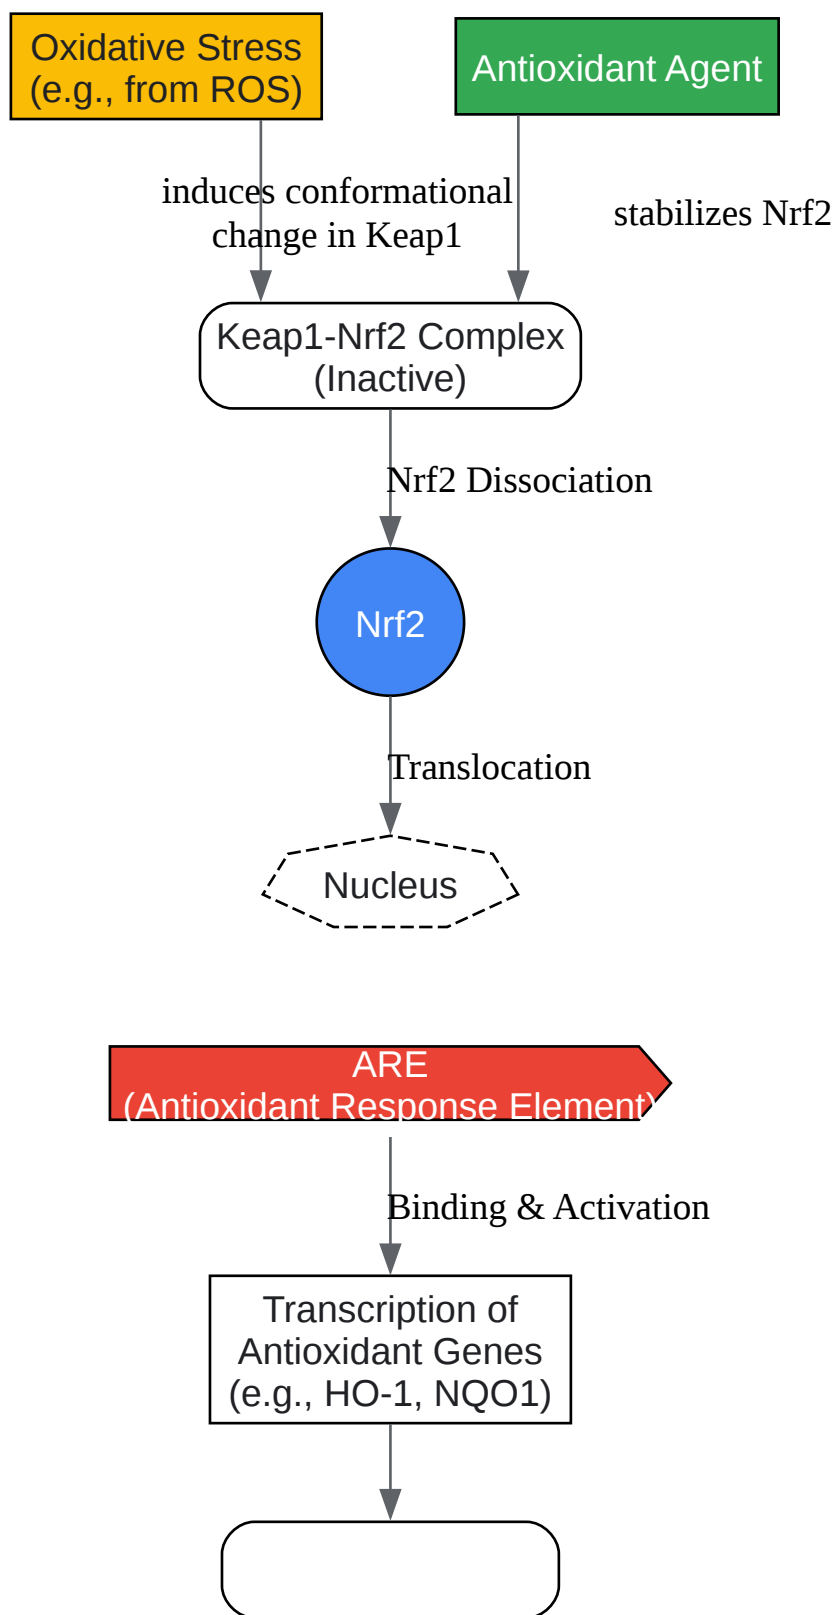 Oxidative Stress
(e.g., from ROS)
Antioxidant Agent
induces conformational
change in Keap1
stabilizes Nrf2
Keap1-Nrf2 Complex
(Inactive)
Nrf2 Dissociation
Nrf2
Translocation
Nucleus
ARE
(Antioxidant Response Element)
Binding & Activation
Transcription of
Antioxidant Genes
(e.g., HO-1, NQO1)